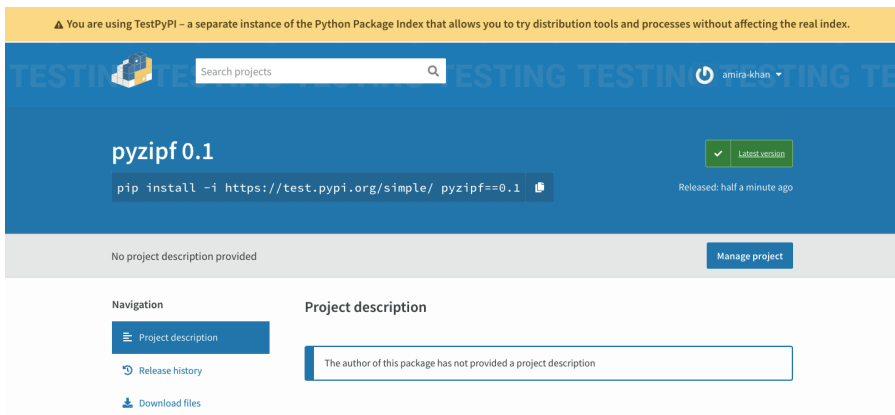 ⚠ You are using TestPyPI – a separate instance of the Python Package Index that allows you to try distribution tools and processes without affecting the real index.
TESTING TESTING TESTING TESTING TESTING TE
Search projects
amira-khan
pyzipf 0.1
Latest version
pip install -i https://test.pypi.org/simple/ pyzipf==0.1
Released: half a minute ago
No project description provided
Manage project
Navigation
Project description
Project description
The author of this package has not provided a project description
Release history
Download files